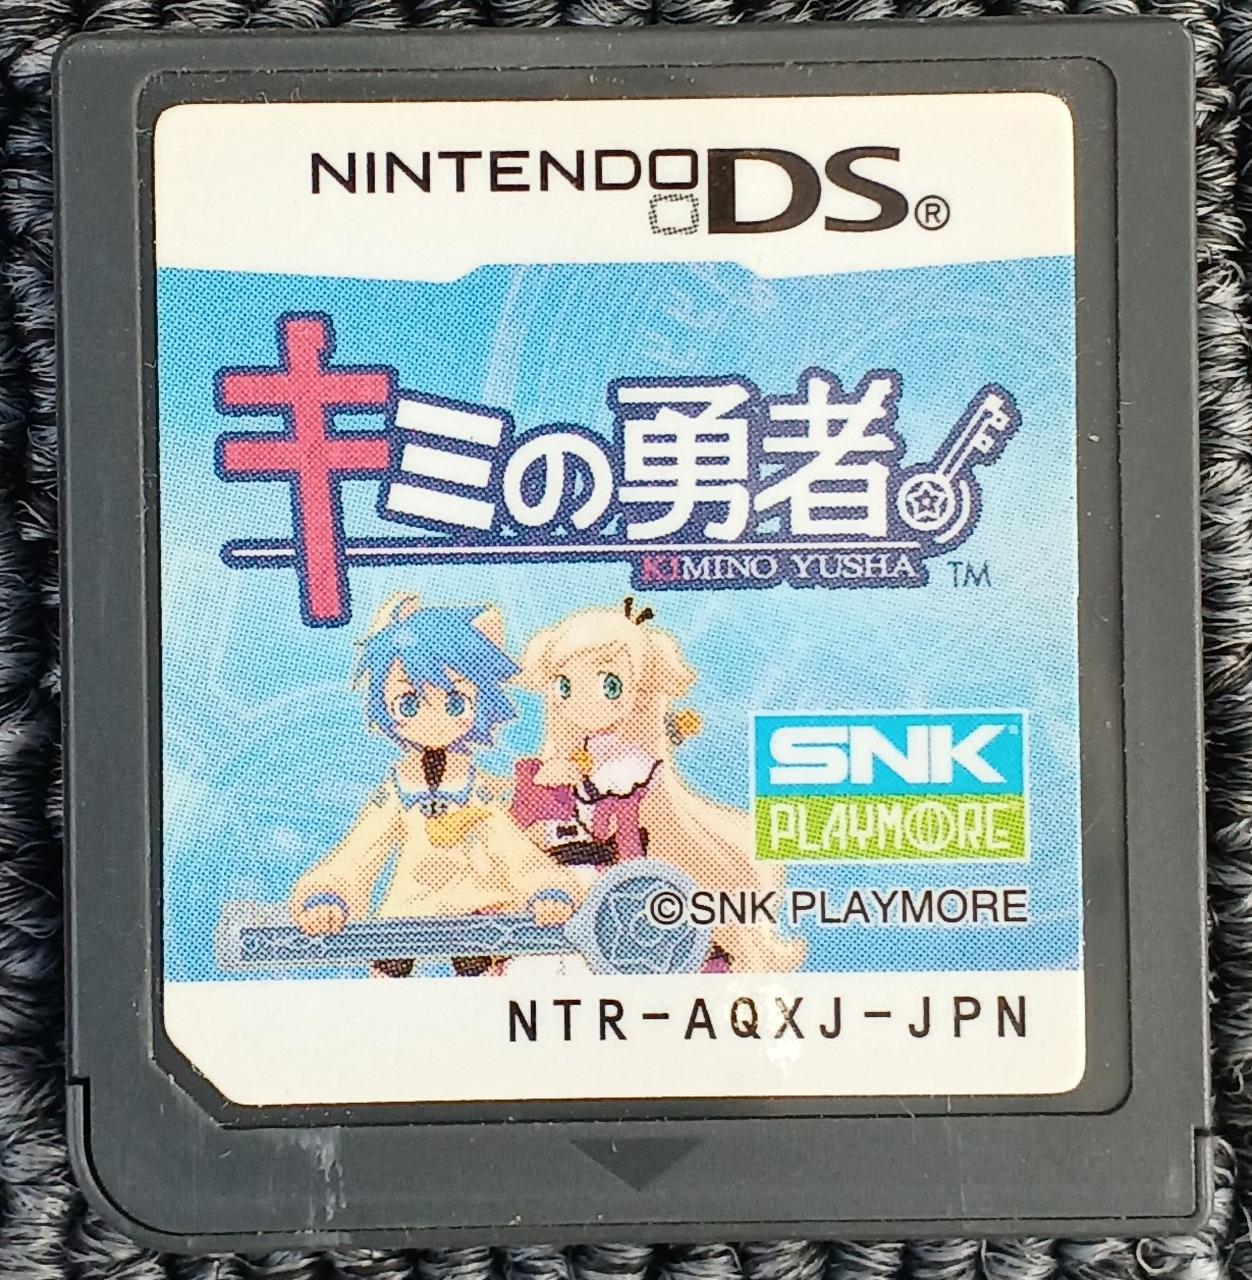 NINTENDO DS®
キミの勇者
KIMINO YUSHA TM
SNK
PLAYMORE
©SNK PLAYMORE
NTR-AQXJ-JPN